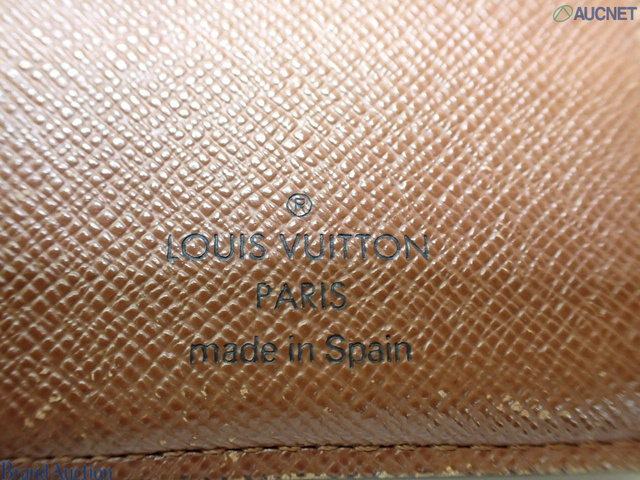 AUCNET
®
LOUIS VUITTON
PARIS
made in Spain
Brand Auction